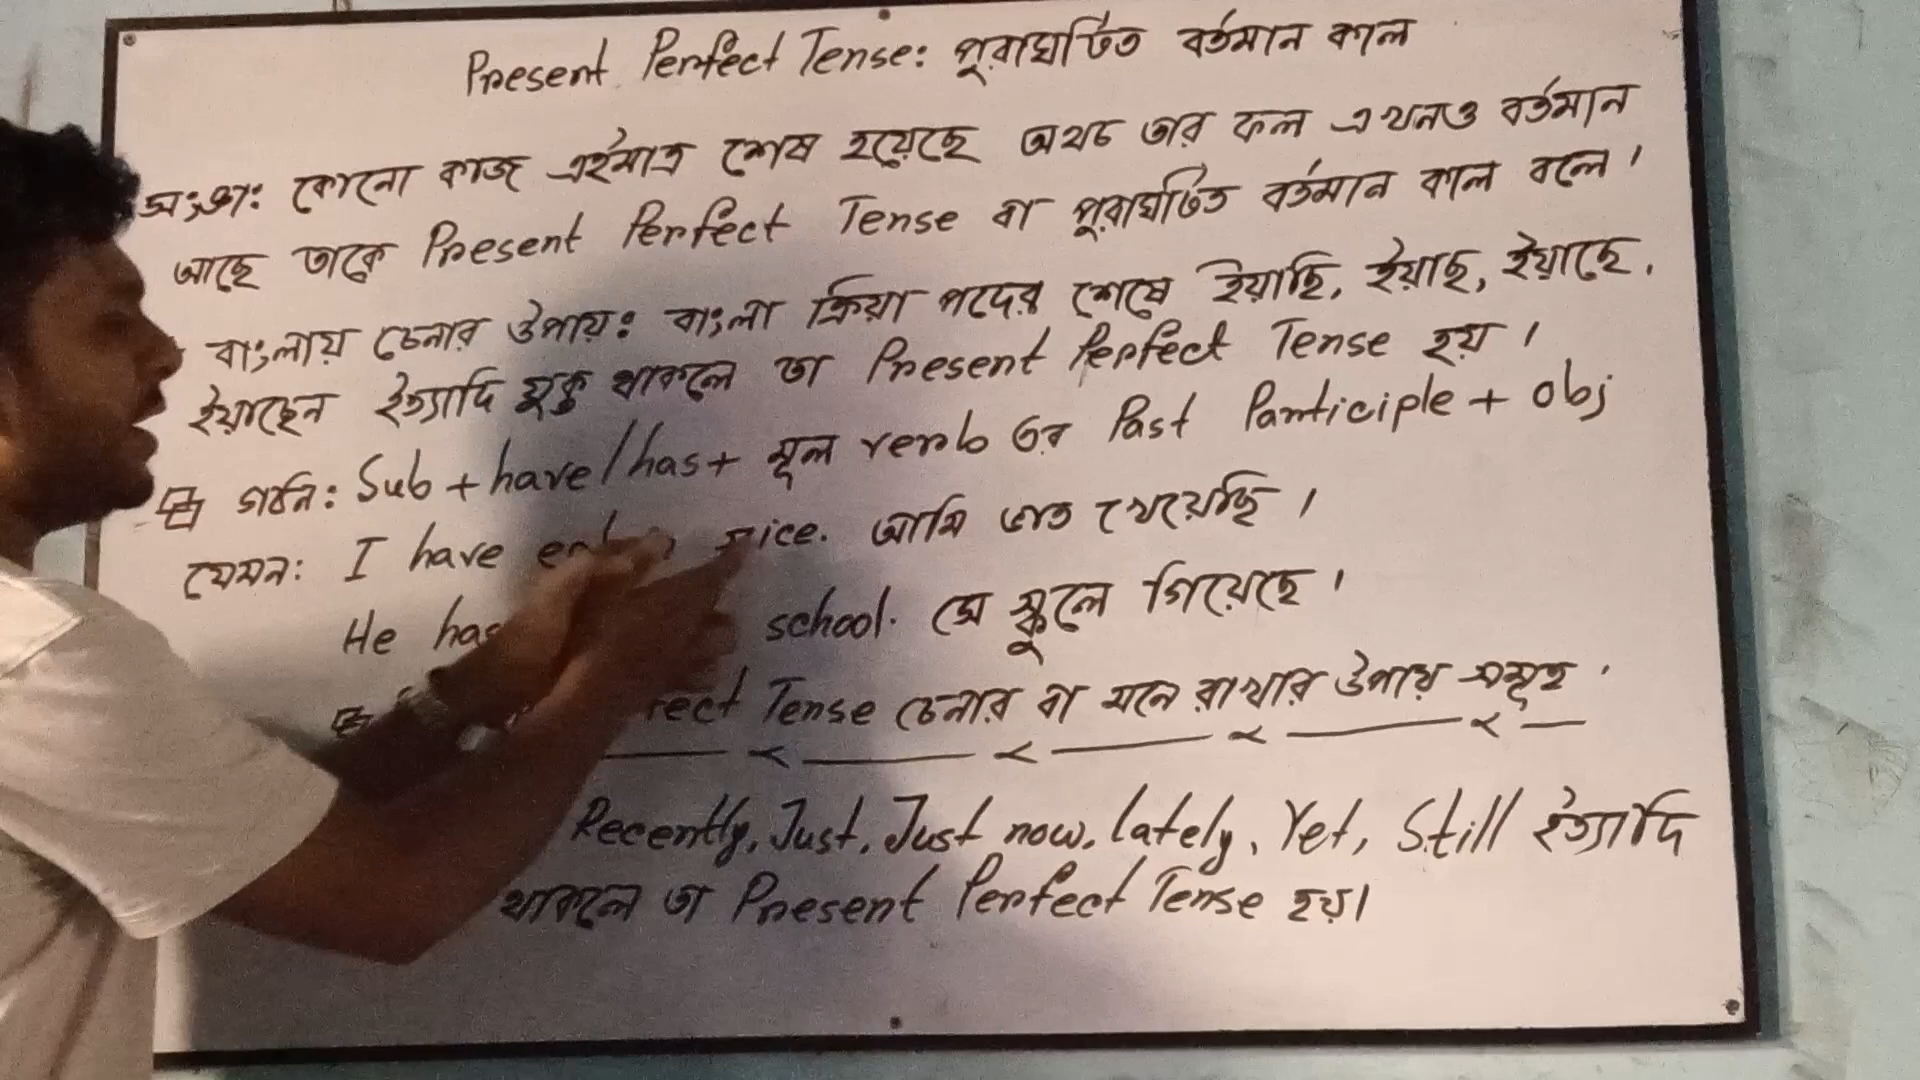 Present Perfect Tense: পুরাঘটিত বর্তমান কাল
সংজ্ঞা: কোনো কাজ এইমাত্র শেষ হয়েছে অথচ তার ফল এখনও বর্তমান
আছে তাকে Present Perfect Tense বা পুরাঘটিত বর্তমান কাল বলে।
বাংলায় চেনার উপায়: বাংলা ক্রিয়া পদের শেষে ইয়াছি, ইয়াছ, ইয়াছে,
ইয়াছেন ইত্যাদি যুক্ত থাকলে তা Present Perfect Tense হয়।
গঠন: Sub + have/has + মূল verb এর Past Participle + obj
যেমন: I have rice. আমি ভাত খেয়েছি।
He has school. সে স্কুলে গিয়েছে।
Tense চেনার বা মনে রাখার উপায় সমূহ।
Recently, Just, Just now, lately, Yet, Still ইত্যাদি
থাকলে তা Present Perfect Tense হয়।